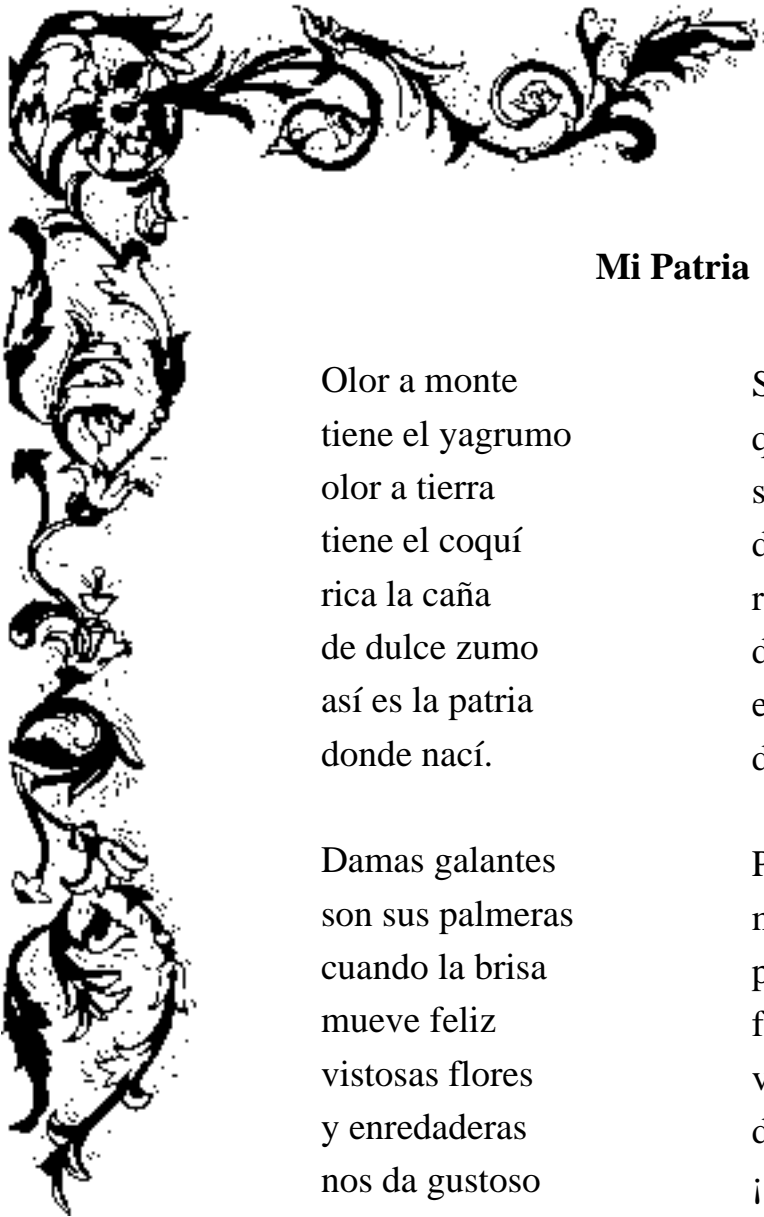 Mi Patria
Olor a monte
tiene el yagrumo
olor a tierra
tiene el coquí
rica la caña
de dulce zumo
así es la patria
donde nací.
Damas galantes
son sus palmeras
cuando la brisa
mueve feliz
vistosas flores
y enredaderas
nos da gustoso